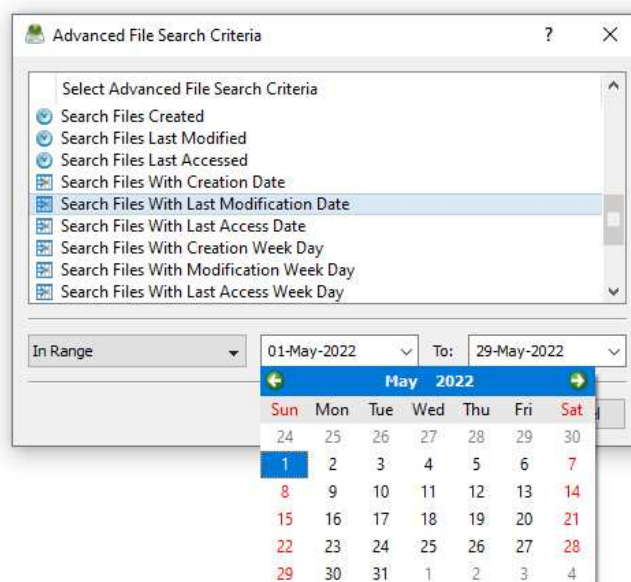 Advanced File Search Criteria ?
Select Advanced File Search Criteria
Search Files Created
Search Files Last Modified
Search Files Last Accessed
Search Files With Creation Date
Search Files With Last Modification Date
Search Files With Last Access Date
Search Files With Creation Week Day
Search Files With Modification Week Day
Search Files With Last Access Week Day
In Range 01-May-2022 To: 29-May-2022
May 2022
Sun Mon Tue Wed Thu Fri Sat
24 25 26 27 28 29 30
1 2 3 4 5 6 7
8 9 10 11 12 13 14
15 16 17 18 19 20 21
22 23 24 25 26 27 28
29 30 31 1 2 3 4